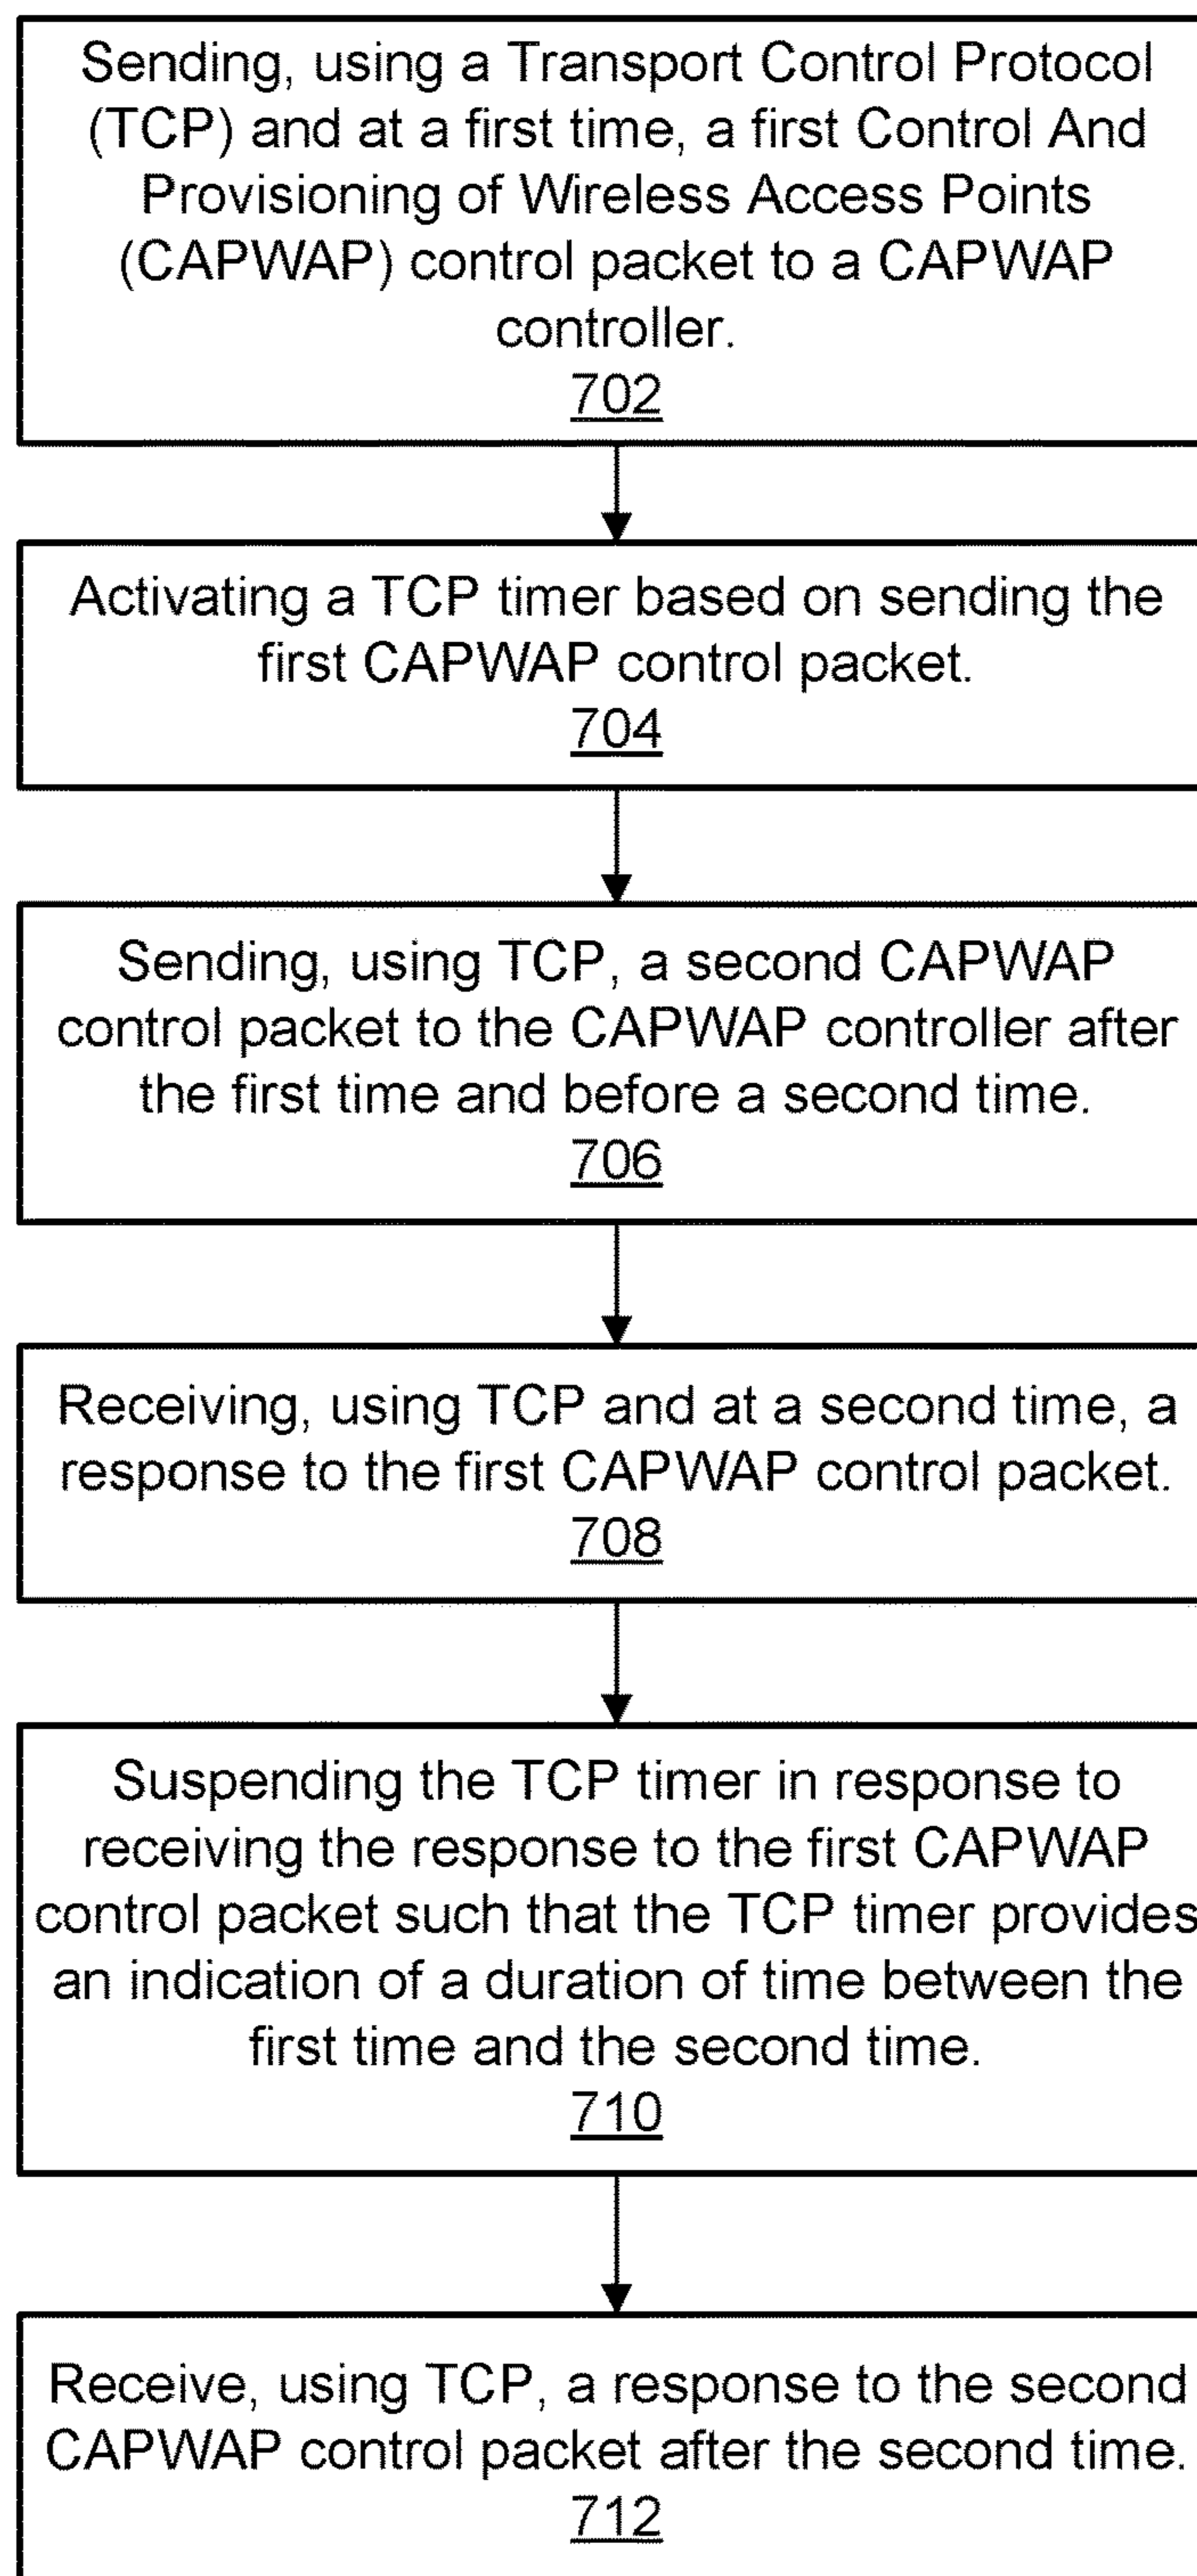 Sending, using a Transport Control Protocol
(TCP) and at a first time, a first Control And
Provisioning of Wireless Access Points
(CAPWAP) control packet to a CAPWAP
controller.
702
Activating a TCP timer based on sending the
first CAPWAP control packet.
704
Sending, using TCP, a second CAPWAP
control packet to the CAPWAP controller after
the first time and before a second time.
706
Receiving, using TCP and at a second time, a
response to the first CAPWAP control packet.
708
Suspending the TCP timer in response to
receiving the response to the first CAPWAP
control packet such that the TCP timer provides
an indication of a duration of time between the
first time and the second time.
710
Receive, using TCP, a response to the second
CAPWAP control packet after the second time.
712